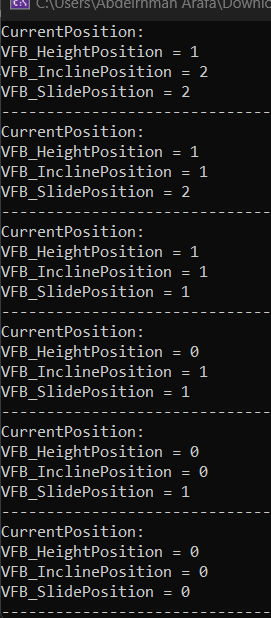 C:\Users\Abdelrhman Arafa\Downlo
CurrentPosition:
VFB_HeightPosition = 1
VFB_InclinePosition = 2
VFB_SlidePosition = 2
------------------------------
CurrentPosition:
VFB_HeightPosition = 1
VFB_InclinePosition = 1
VFB_SlidePosition = 2
------------------------------
CurrentPosition:
VFB_HeightPosition = 1
VFB_InclinePosition = 1
VFB_SlidePosition = 1
------------------------------
CurrentPosition:
VFB_HeightPosition = 0
VFB_InclinePosition = 1
VFB_SlidePosition = 1
------------------------------
CurrentPosition:
VFB_HeightPosition = 0
VFB_InclinePosition = 0
VFB_SlidePosition = 1
------------------------------
CurrentPosition:
VFB_HeightPosition = 0
VFB_InclinePosition = 0
VFB_SlidePosition = 0
------------------------------